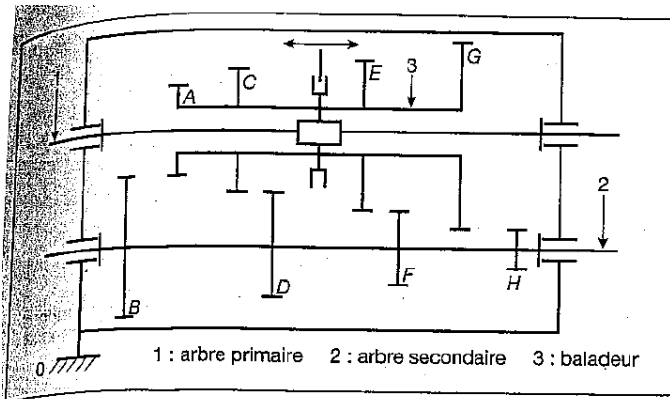 1
A
C
E
3
G
2
B
D
F
H
0
1 : arbre primaire 2 : arbre secondaire 3 : baladeur